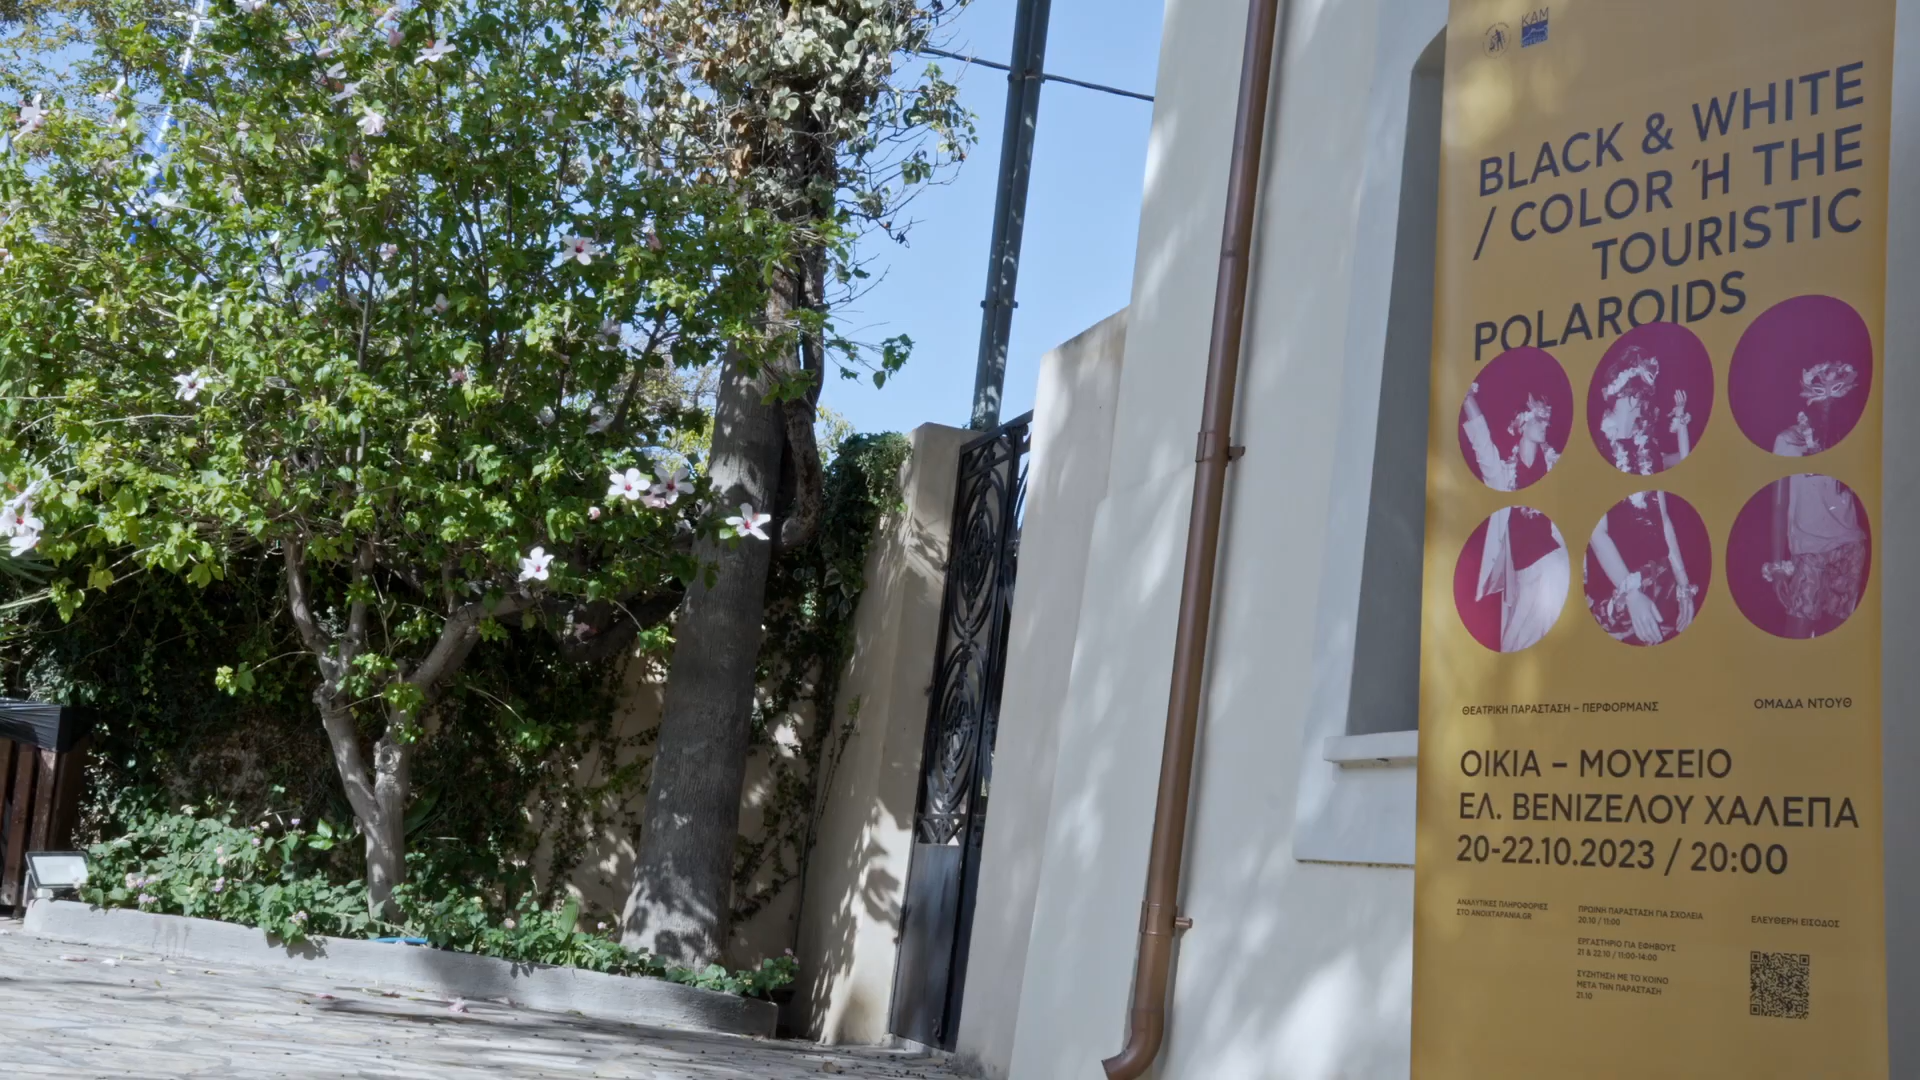 ΚΑΜ
BLACK & WHITE
/ COLOR Ή THE
TOURISTIC
POLAROIDS
ΘΕΑΤΡΙΚΗ ΠΑΡΑΣΤΑΣΗ – ΠΕΡΦΟΡΜΑΝΣ
ΟΜΑΔΑ ΝΤΟΥΘ
ΟΙΚΙΑ – ΜΟΥΣΕΙΟ
ΕΛ. ΒΕΝΙΖΕΛΟΥ ΧΑΛΕΠΑ
20-22.10.2023 / 20:00
ΑΝΑΛΥΤΙΚΕΣ ΠΛΗΡΟΦΟΡΙΕΣ
ΣΤΟ ANOIXTAPANIA.GR
ΠΡΩΙΝΗ ΠΑΡΑΣΤΑΣΗ ΓΙΑ ΣΧΟΛΕΙΑ
20.10 / 11:00
ΕΡΓΑΣΤΗΡΙΟ ΓΙΑ ΕΦΗΒΟΥΣ
21 & 22.10 / 11:00-14:00
ΣΥΖΗΤΗΣΗ ΜΕ ΤΟ ΚΟΙΝΟ
ΜΕΤΑ ΤΗΝ ΠΑΡΑΣΤΑΣΗ
21.10
ΕΛΕΥΘΕΡΗ ΕΙΣΟΔΟΣ